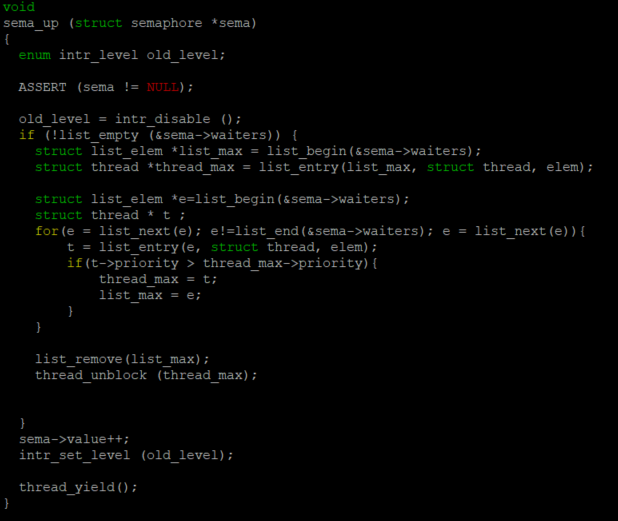 void
sema_up (struct semaphore *sema)
{
  enum intr_level old_level;

  ASSERT (sema != NULL);

  old_level = intr_disable ();
  if (!list_empty (&sema->waiters)) {
    struct list_elem *list_max = list_begin(&sema->waiters);
    struct thread *thread_max = list_entry(list_max, struct thread, elem);

    struct list_elem *e=list_begin(&sema->waiters);
    struct thread * t ;
    for(e = list_next(e); e!=list_end(&sema->waiters); e = list_next(e)){
        t = list_entry(e, struct thread, elem);
        if(t->priority > thread_max->priority){
            thread_max = t;
            list_max = e;
        }
    }

    list_remove(list_max);
    thread_unblock (thread_max);


  }
  sema->value++;
  intr_set_level (old_level);

  thread_yield();
}